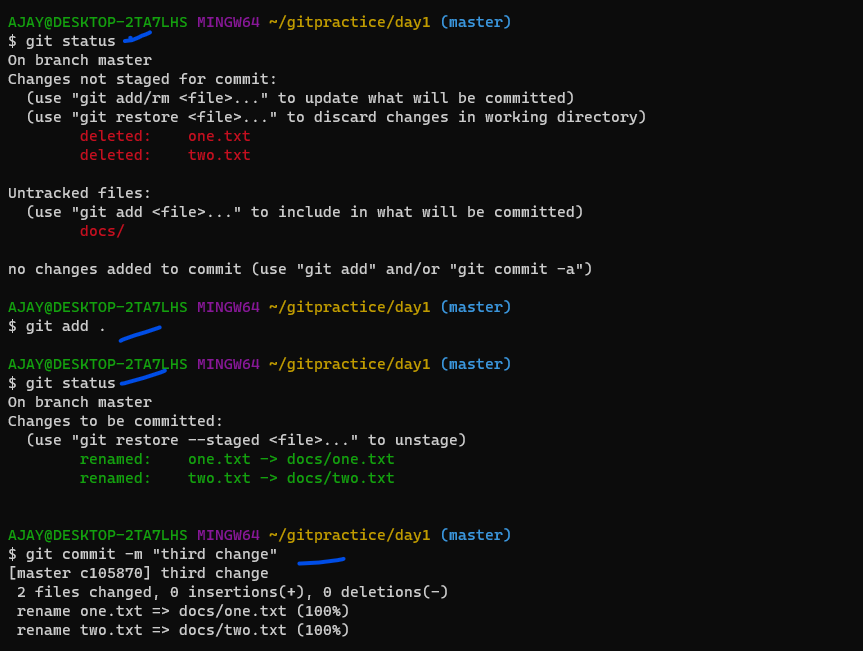 AJAY@DESKTOP-2TA7LHS MINGW64 ~/gitpractice/day1 (master)
$ git status
On branch master
Changes not staged for commit:
  (use "git add/rm <file>..." to update what will be committed)
  (use "git restore <file>..." to discard changes in working directory)
        deleted:    one.txt
        deleted:    two.txt

Untracked files:
  (use "git add <file>..." to include in what will be committed)
        docs/

no changes added to commit (use "git add" and/or "git commit -a")

AJAY@DESKTOP-2TA7LHS MINGW64 ~/gitpractice/day1 (master)
$ git add .

AJAY@DESKTOP-2TA7LHS MINGW64 ~/gitpractice/day1 (master)
$ git status
On branch master
Changes to be committed:
  (use "git restore --staged <file>..." to unstage)
        renamed:    one.txt -> docs/one.txt
        renamed:    two.txt -> docs/two.txt


AJAY@DESKTOP-2TA7LHS MINGW64 ~/gitpractice/day1 (master)
$ git commit -m "third change"
[master c105870] third change
 2 files changed, 0 insertions(+), 0 deletions(-)
 rename one.txt => docs/one.txt (100%)
 rename two.txt => docs/two.txt (100%)